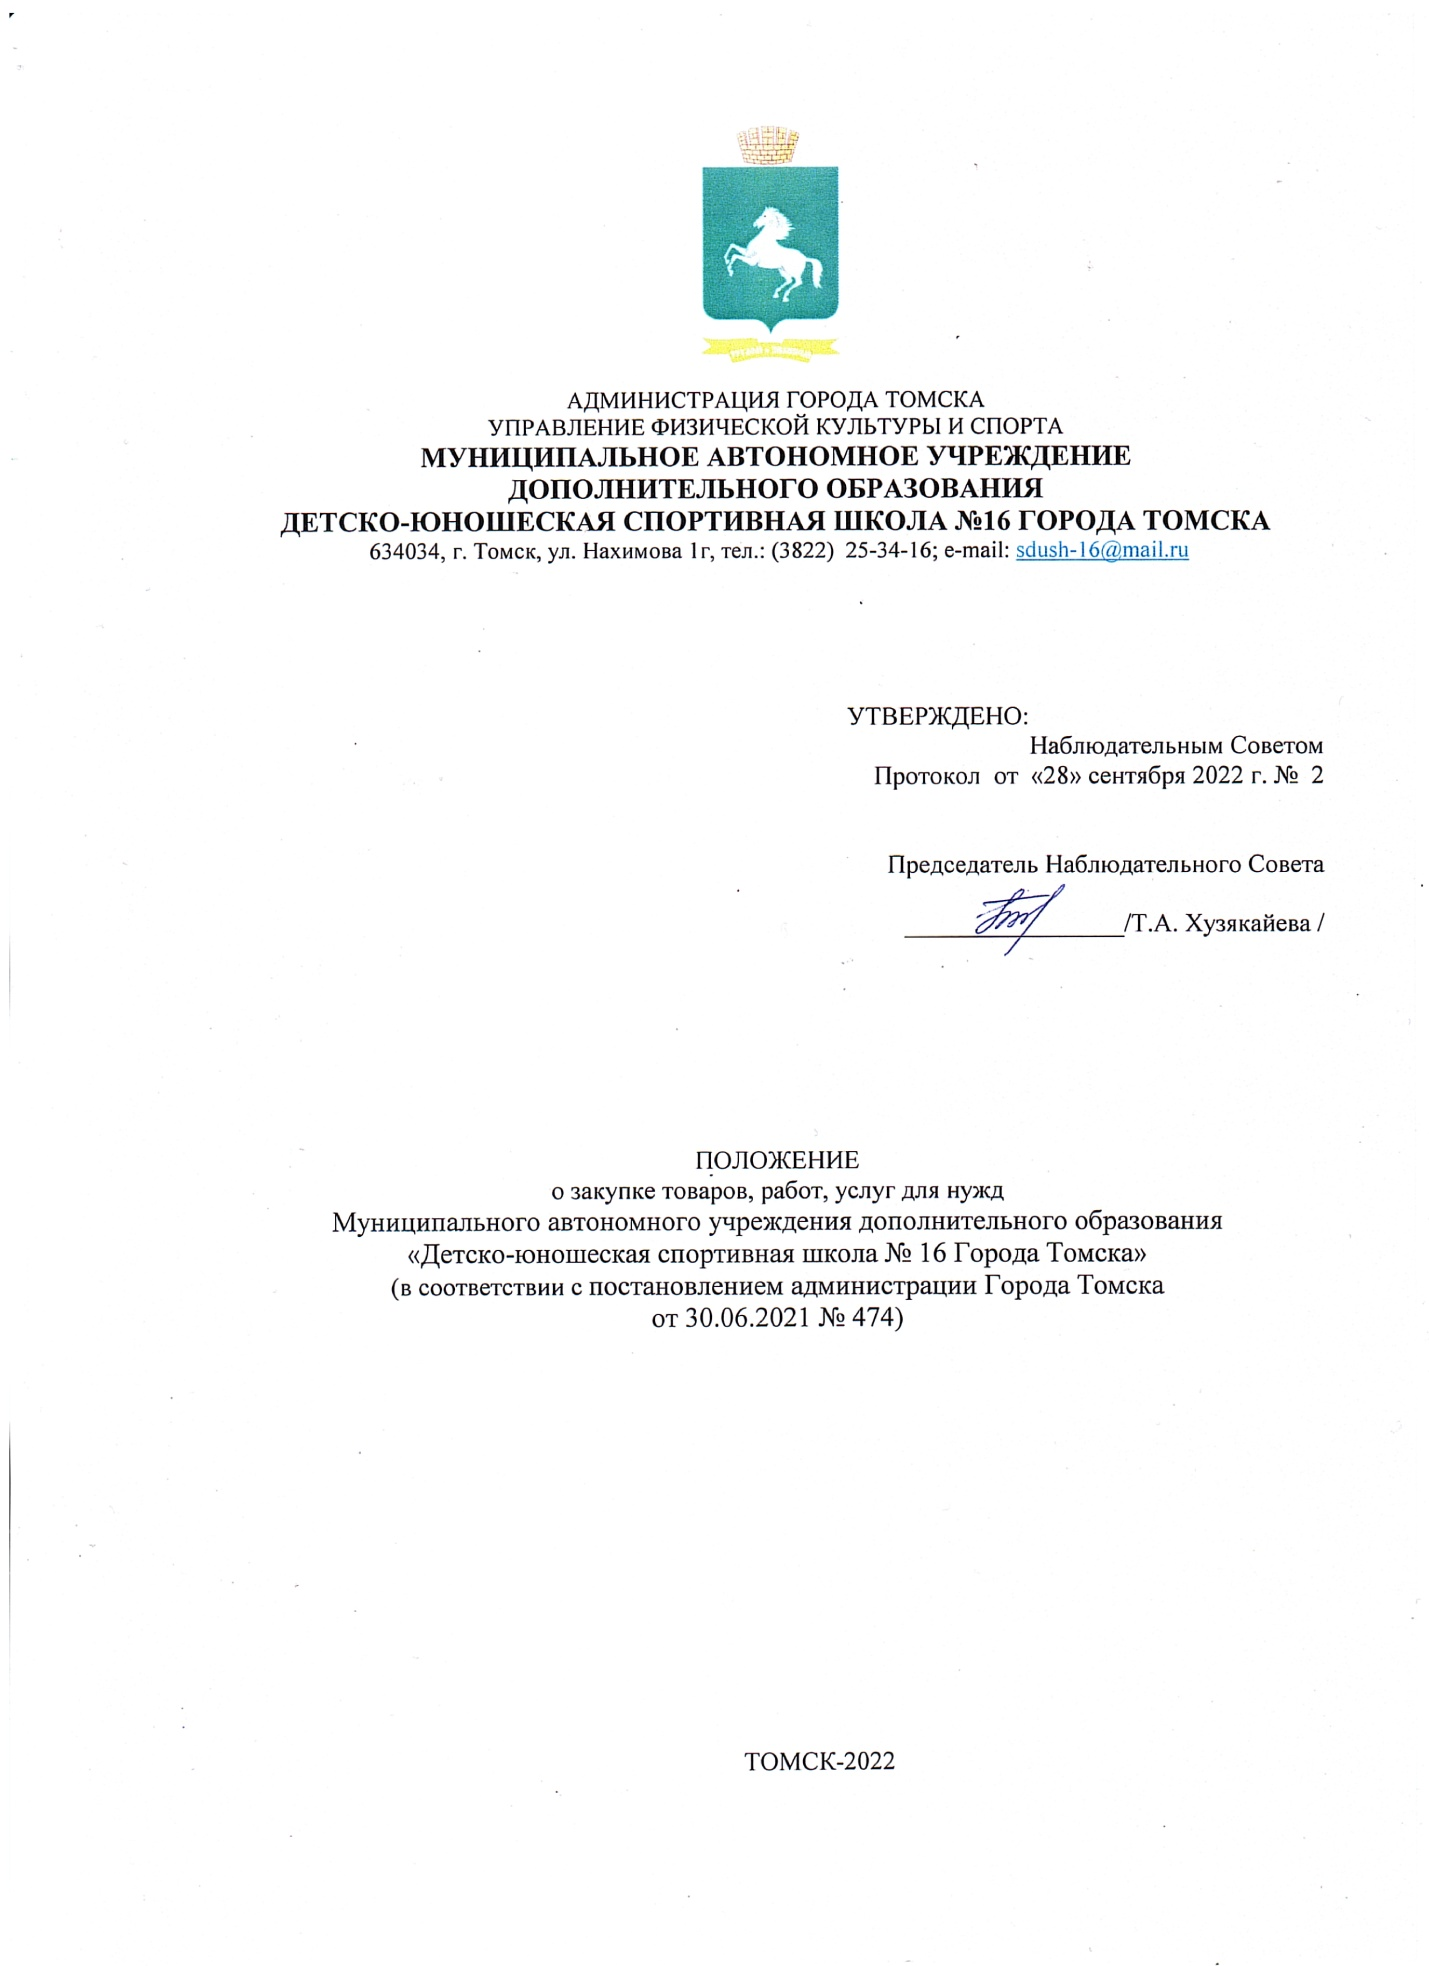 АДМИНИСТРАЦИЯ ГОРОДА ТОМСКА
УПРАВЛЕНИЕ ФИЗИЧЕСКОЙ КУЛЬТУРЫ И СПОРТА
МУНИЦИПАЛЬНОЕ АВТОНОМНОЕ УЧРЕЖДЕНИЕ
ДОПОЛНИТЕЛЬНОГО ОБРАЗОВАНИЯ
ДЕТСКО-ЮНОШЕСКАЯ СПОРТИВНАЯ ШКОЛА №16 ГОРОДА ТОМСКА
634034, г. Томск, ул. Нахимова 1г, тел.: (3822) 25-34-16; e-mail: sdush-16@mail.ru
УТВЕРЖДЕНО:
Наблюдательным Советом
Протокол от «28» сентября 2022 г. № 2
Председатель Наблюдательного Совета
/Т.А. Хузякайева /
ПОЛОЖЕНИЕ
о закупке товаров, работ, услуг для нужд
Муниципального автономного учреждения дополнительного образования
«Детско-юношеская спортивная школа № 16 Города Томска»
(в соответствии с постановлением администрации Города Томска
от 30.06.2021 № 474)
ТОМСК-2022